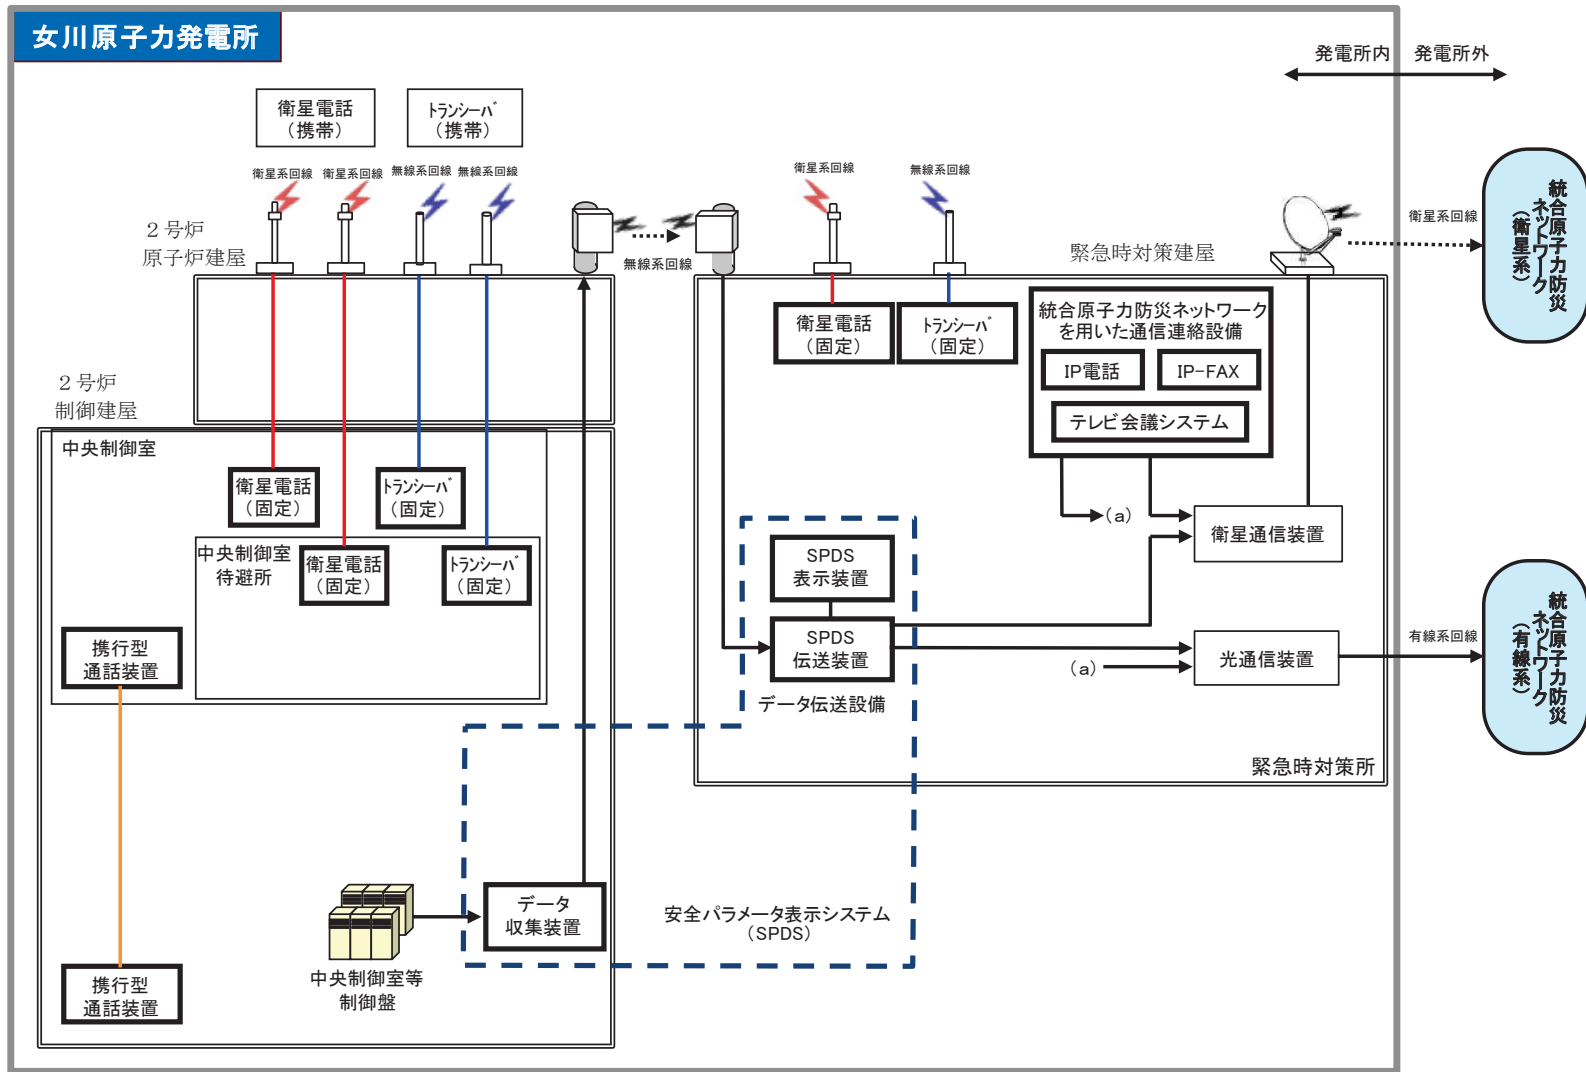 女川原子力発電所
発電所内
発電所外
衛星電話
（携帯）
トランシーバ
（携帯）
衛星系回線
衛星系回線
無線系回線
無線系回線
衛星系回線
無線系回線
２号炉
原子炉建屋
無線系回線
緊急時対策建屋
衛星系回線
統合原子力防災
ネットワーク
（衛星系）
衛星電話
（固定）
トランシーバ
（固定）
統合原子力防災ネットワーク
を用いた通信連絡設備
IP電話
IP-FAX
テレビ会議システム
２号炉
制御建屋
中央制御室
衛星電話
（固定）
トランシーバ
（固定）
中央制御室
待避所
衛星電話
（固定）
トランシーバ
（固定）
(a)
衛星通信装置
SPDS
表示装置
SPDS
伝送装置
データ伝送設備
(a)
光通信装置
有線系回線
統合原子力防災
ネットワーク
（有線系）
携行型
通話装置
緊急時対策所
データ
収集装置
安全パラメータ表示システム
（SPDS）
中央制御室等
制御盤
携行型
通話装置